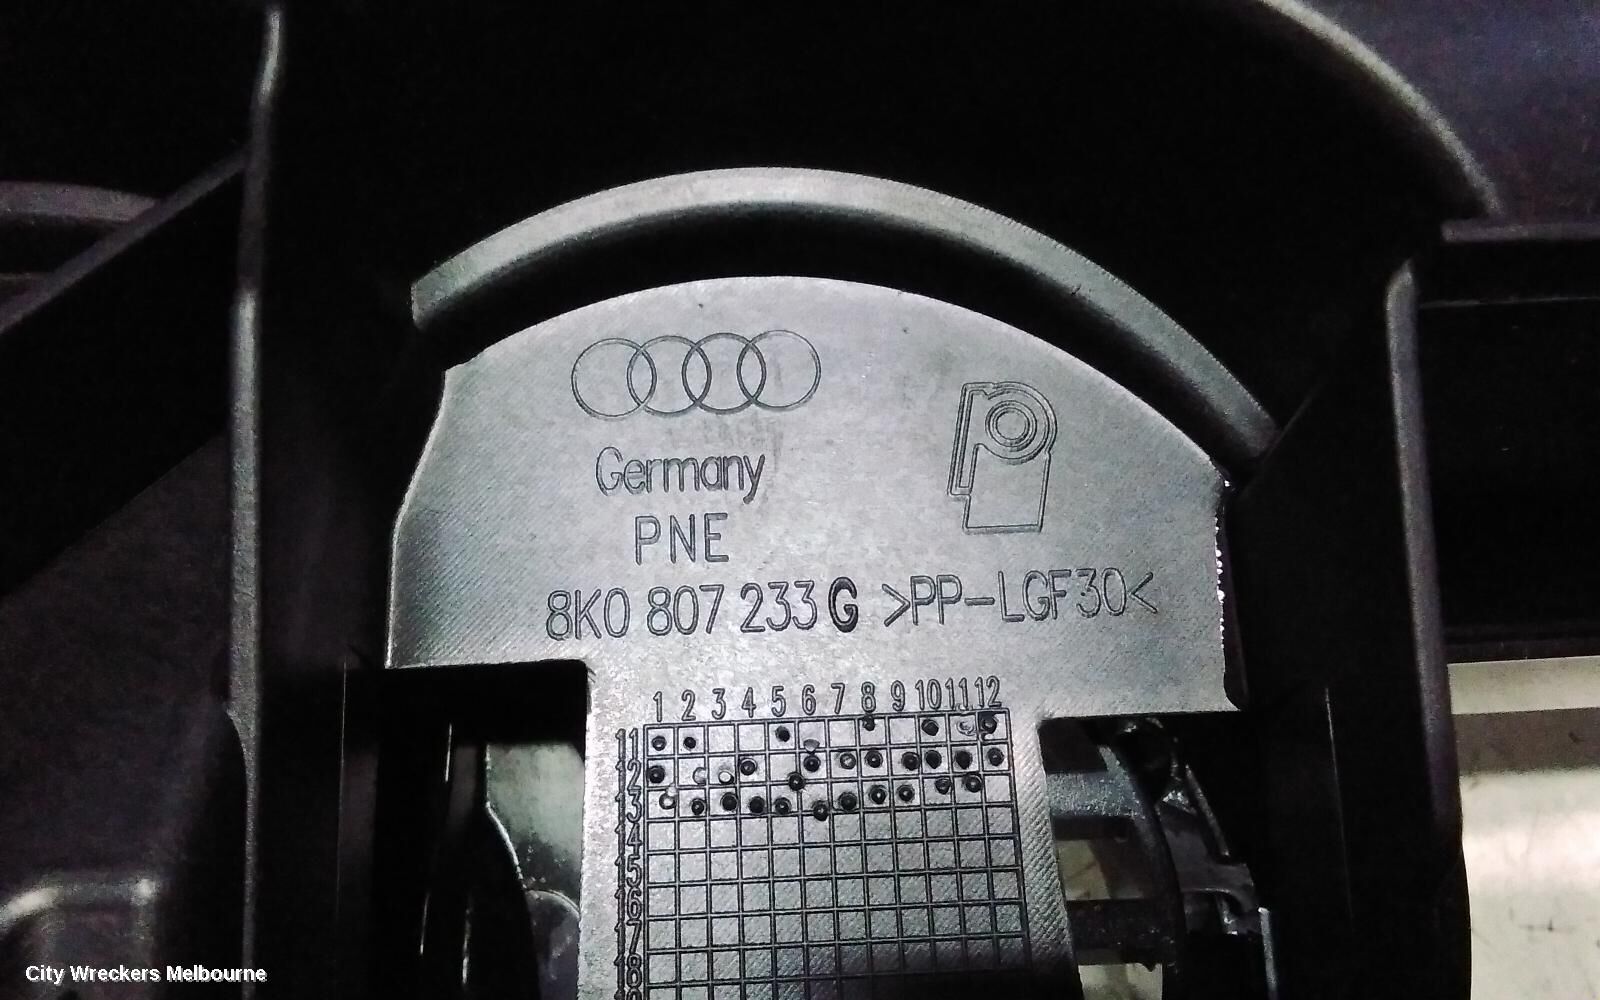 Germany
PNE
8K0 807 233 G >PP-LGF30<
1 2 3 4 5 6 7 8 9 10 11 12
11
12
13
14
15
16
17
18
City Wreckers Melbourne